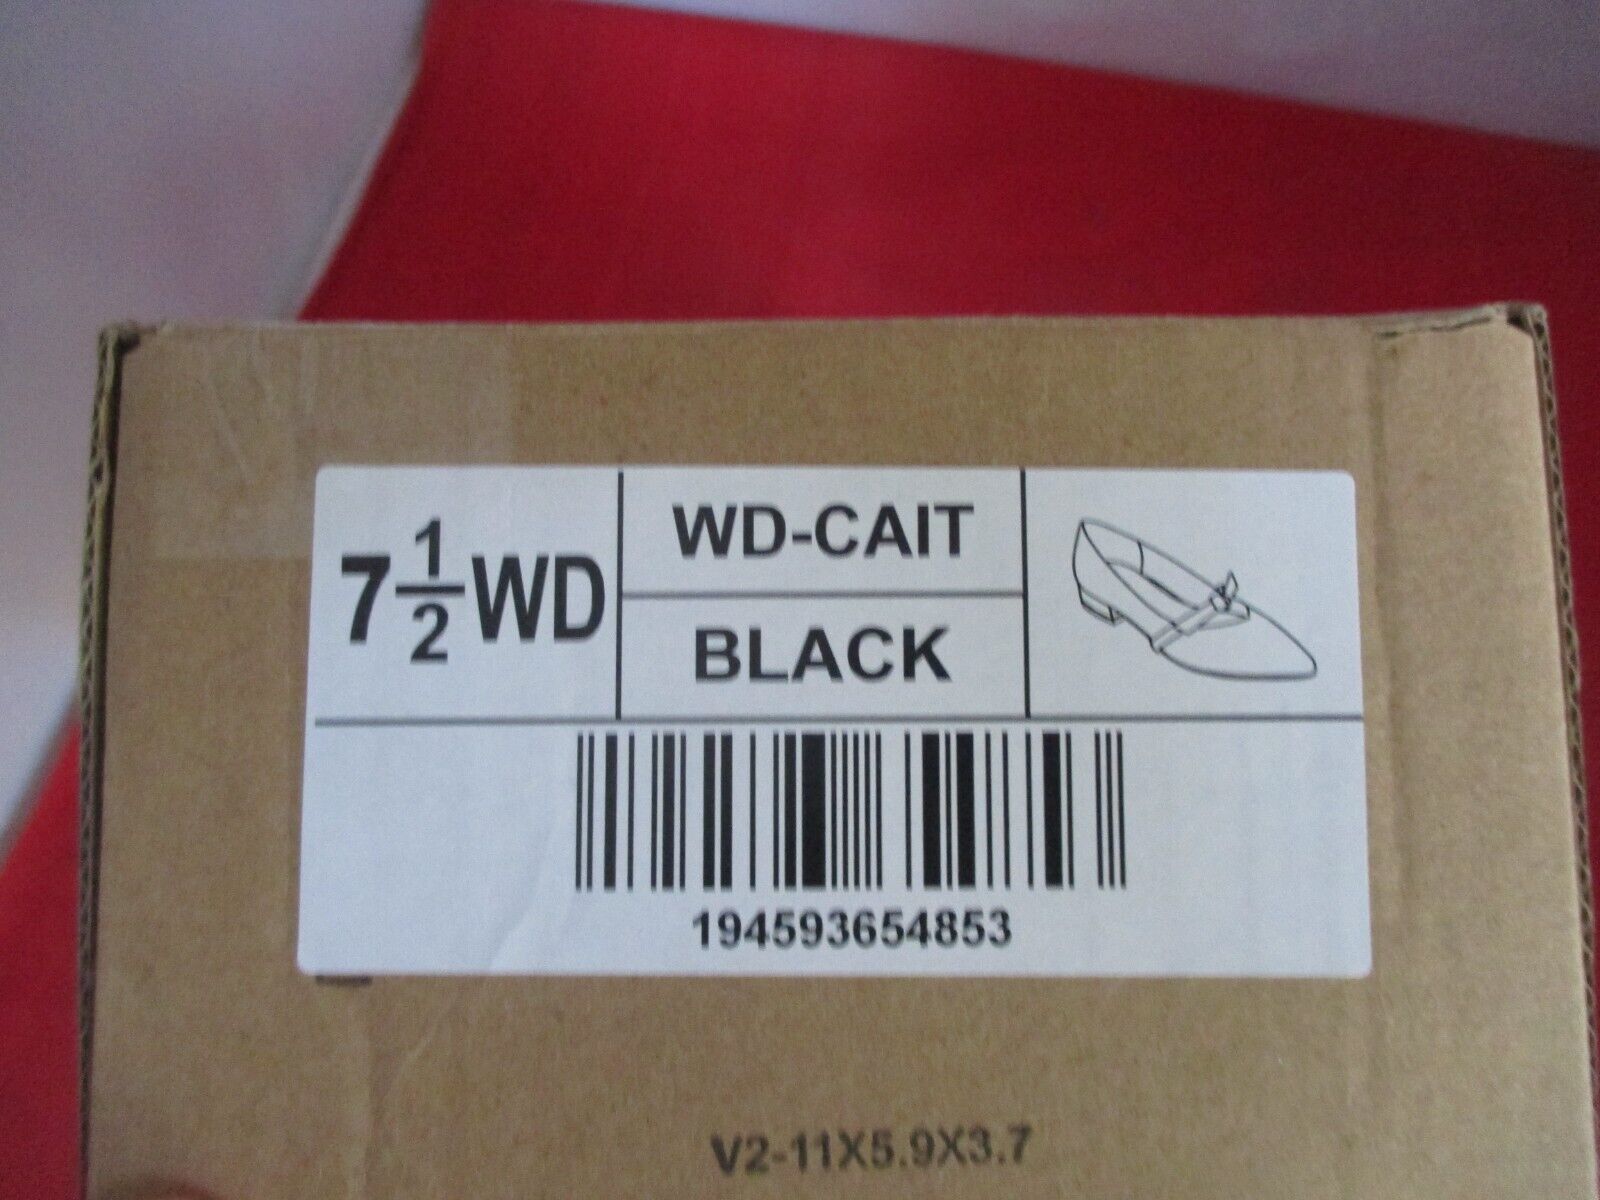 7 1/2 WD
WD-CAIT
BLACK
194593654853
V2-11X5.9X3.7